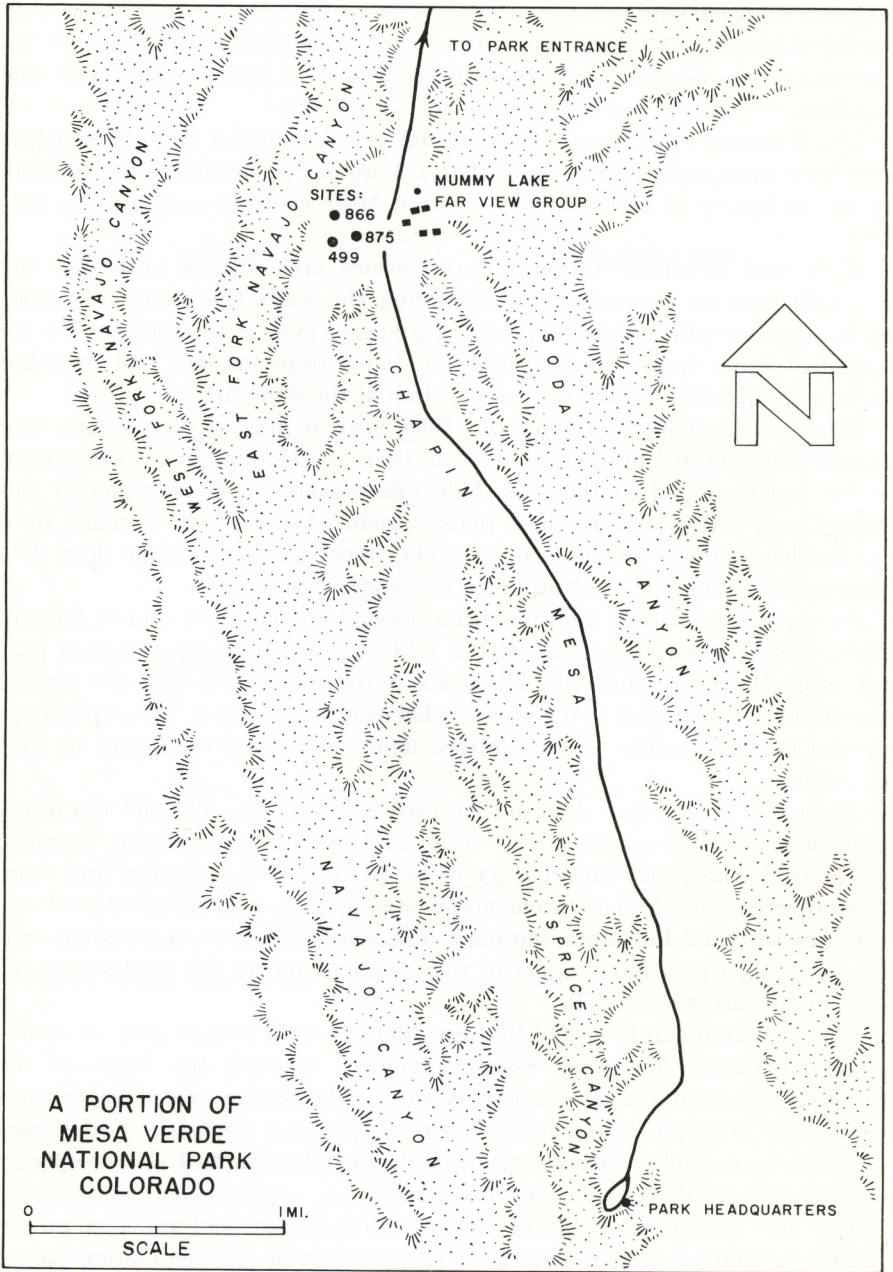 TO PARK ENTRANCE
WEST FORK NAVAJO CANYON
EAST FORK NAVAJO CANYON
SITES:
866
875
499
MUMMY LAKE
FAR VIEW GROUP
CHAPIN MESA
SODA CANYON
N
NAVAJO CANYON
SPRUCE CANYON
PARK HEADQUARTERS
A PORTION OF
MESA VERDE
NATIONAL PARK
COLORADO
0 1 MI.
SCALE